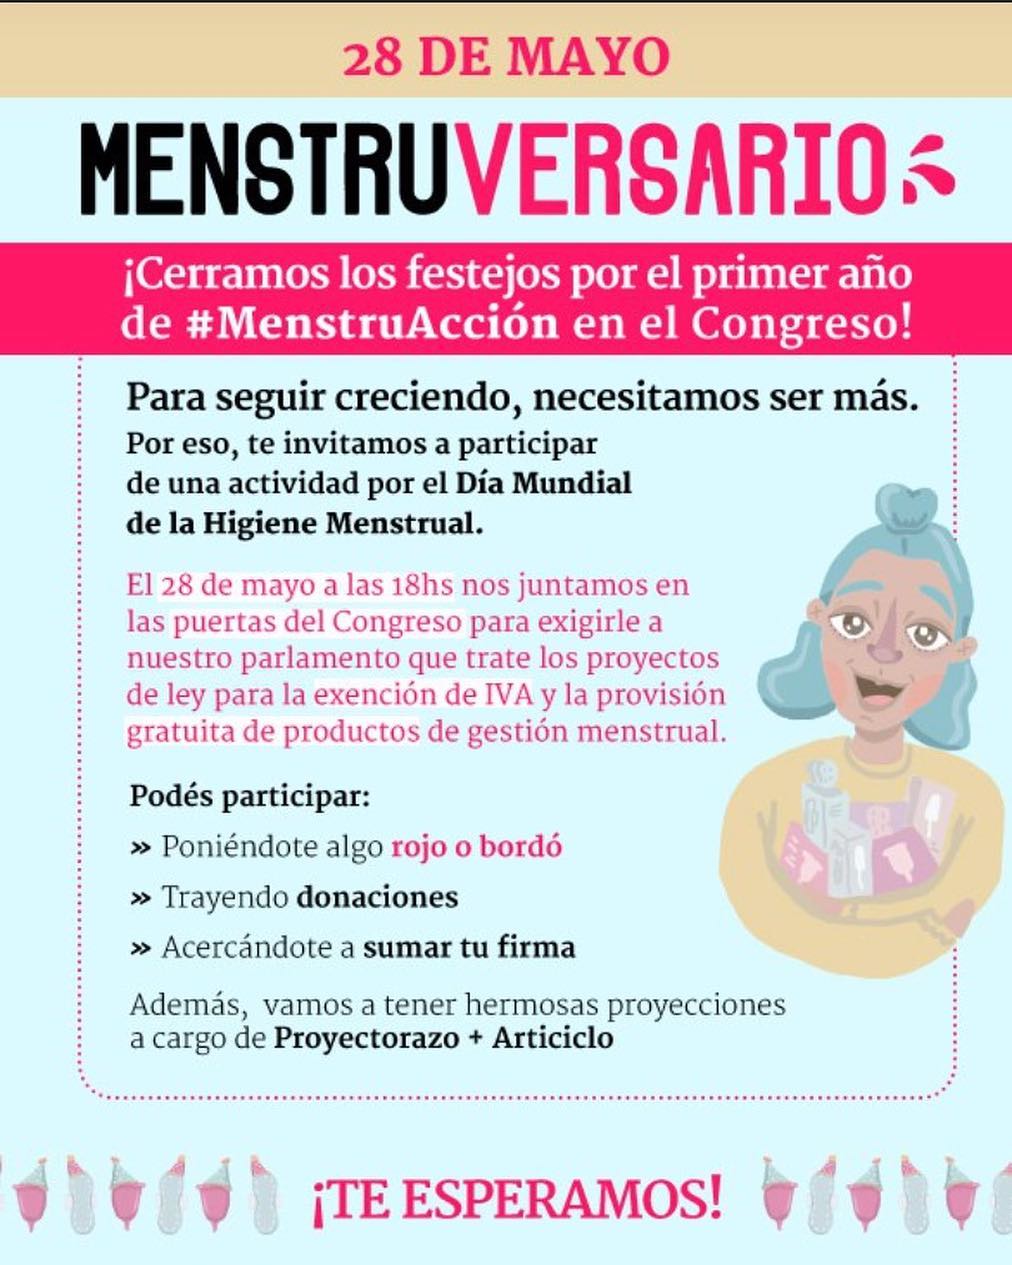 28 DE MAYO
MENSTRUVERSARIO
¡Cerramos los festejos por el primer año
de #MenstruAcción en el Congreso!
Para seguir creciendo, necesitamos ser más.
Por eso, te invitamos a participar
de una actividad por el Día Mundial
de la Higiene Menstrual.
El 28 de mayo a las 18hs nos juntamos en
las puertas del Congreso para exigirle a
nuestro parlamento que trate los proyectos
de ley para la exención de IVA y la provisión
gratuita de productos de gestión menstrual.
Podés participar:
» Poniéndote algo rojo o bordó
» Trayendo donaciones
» Acercándote a sumar tu firma
Además, vamos a tener hermosas proyecciones
a cargo de Proyectorazo + Articiclo
¡TE ESPERAMOS!